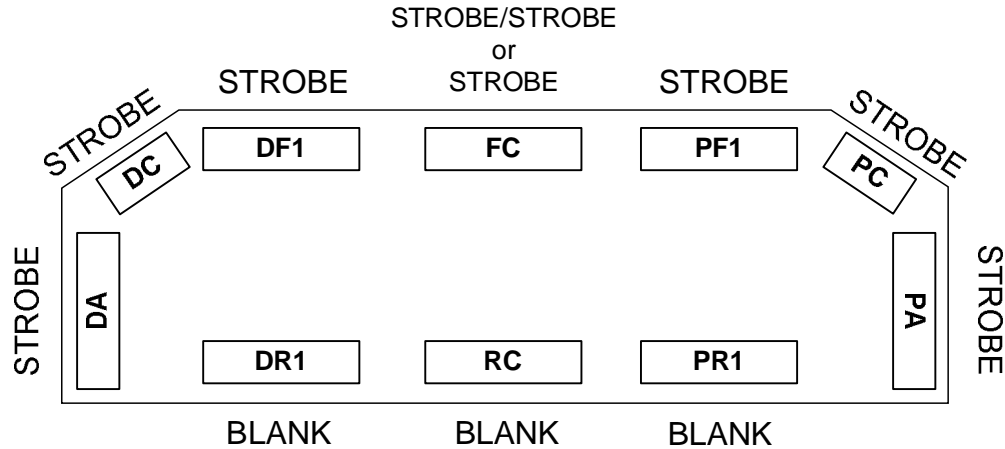 STROBE/STROBE
or
STROBE
STROBE
STROBE
STROBE
STROBE
DF1
FC
PF1
DC
PC
STROBE
DA
PA
STROBE
DR1
RC
PR1
BLANK
BLANK
BLANK